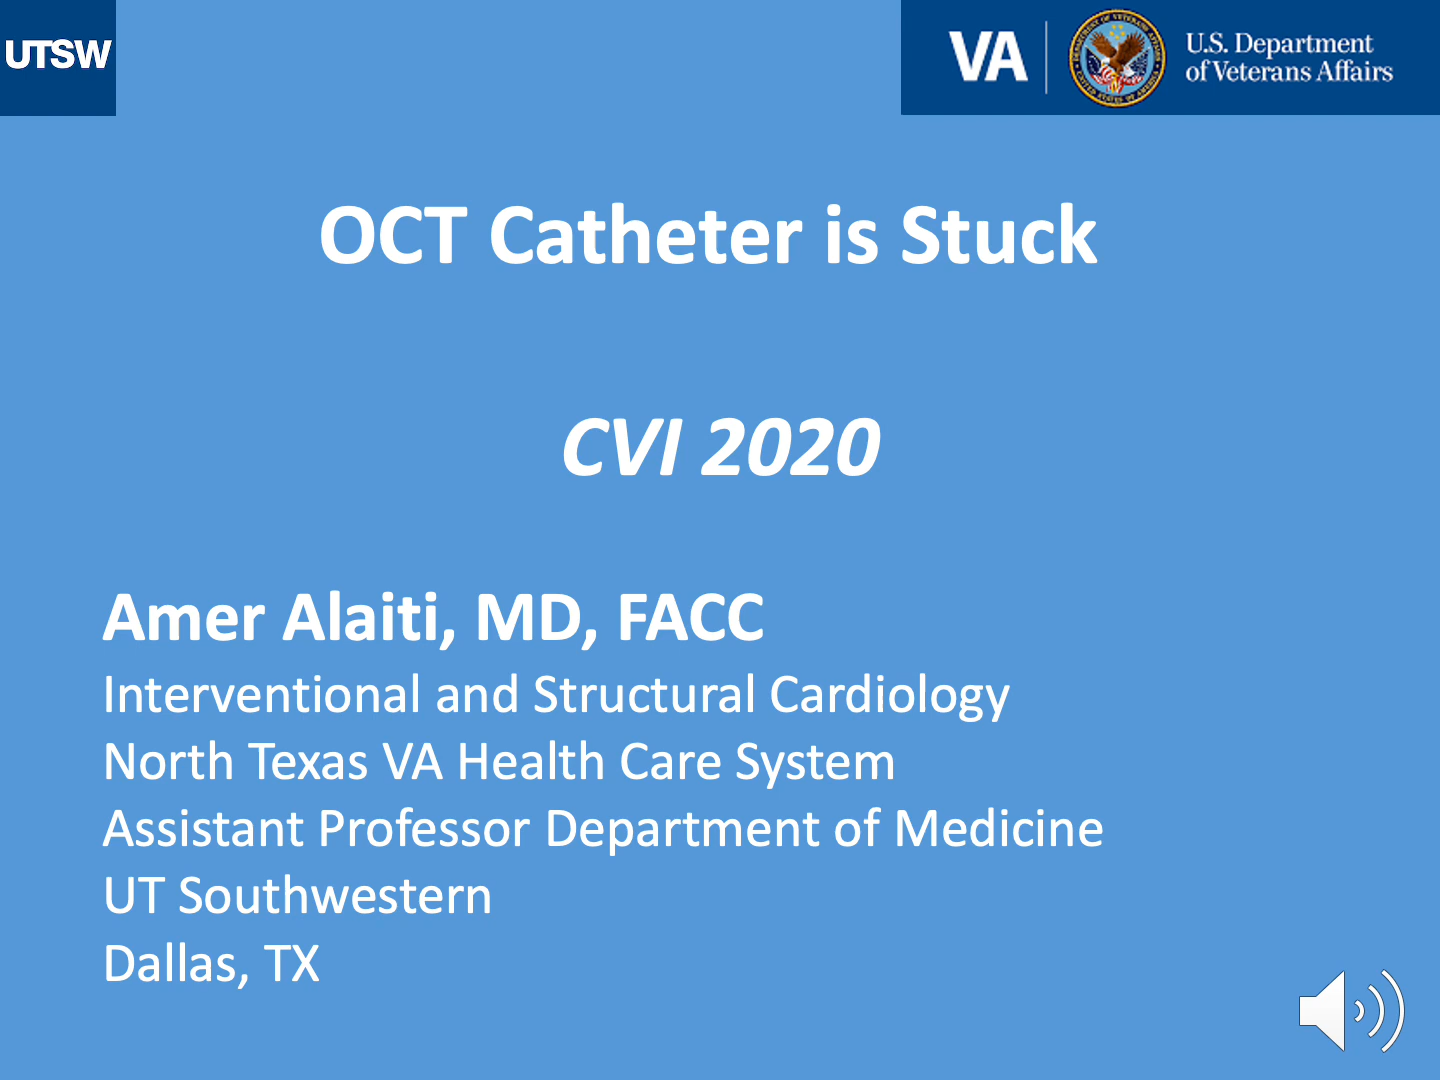 UTSW
VA
U.S. Department
of Veterans Affairs
OCT Catheter is Stuck
CVI 2020
Amer Alaiti, MD, FACC
Interventional and Structural Cardiology
North Texas VA Health Care System
Assistant Professor Department of Medicine
UT Southwestern
Dallas, TX